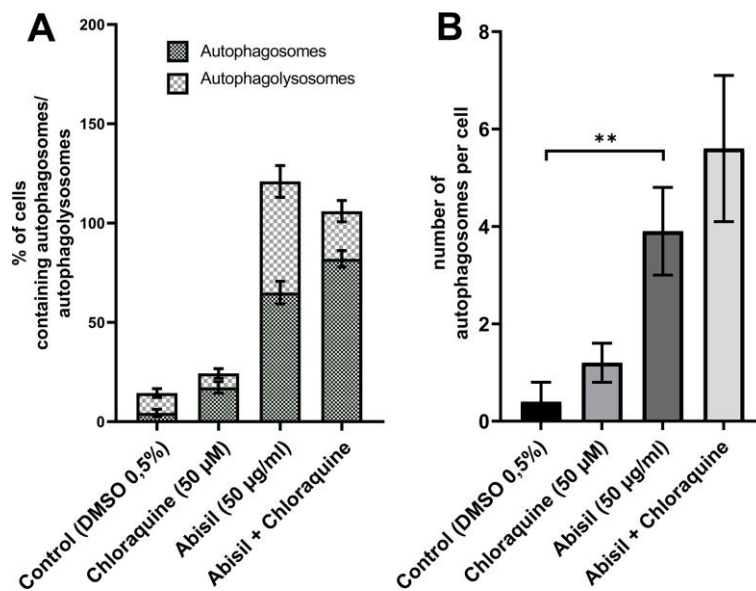 A
% of cells
containing autophagosomes/
autophagolysosomes
200
150
100
50
0
Autophagosomes
Autophagolysosomes
Control (DMSO 0,5%)
Chloraquine (50 µM)
Abisil (50 µg/ml)
Abisil + Chloraquine
B
number of
autophagosomes per cell
8
6
4
2
0
**
Control (DMSO 0,5%)
Chloraquine (50 µM)
Abisil (50 µg/ml)
Abisil + Chloraquine